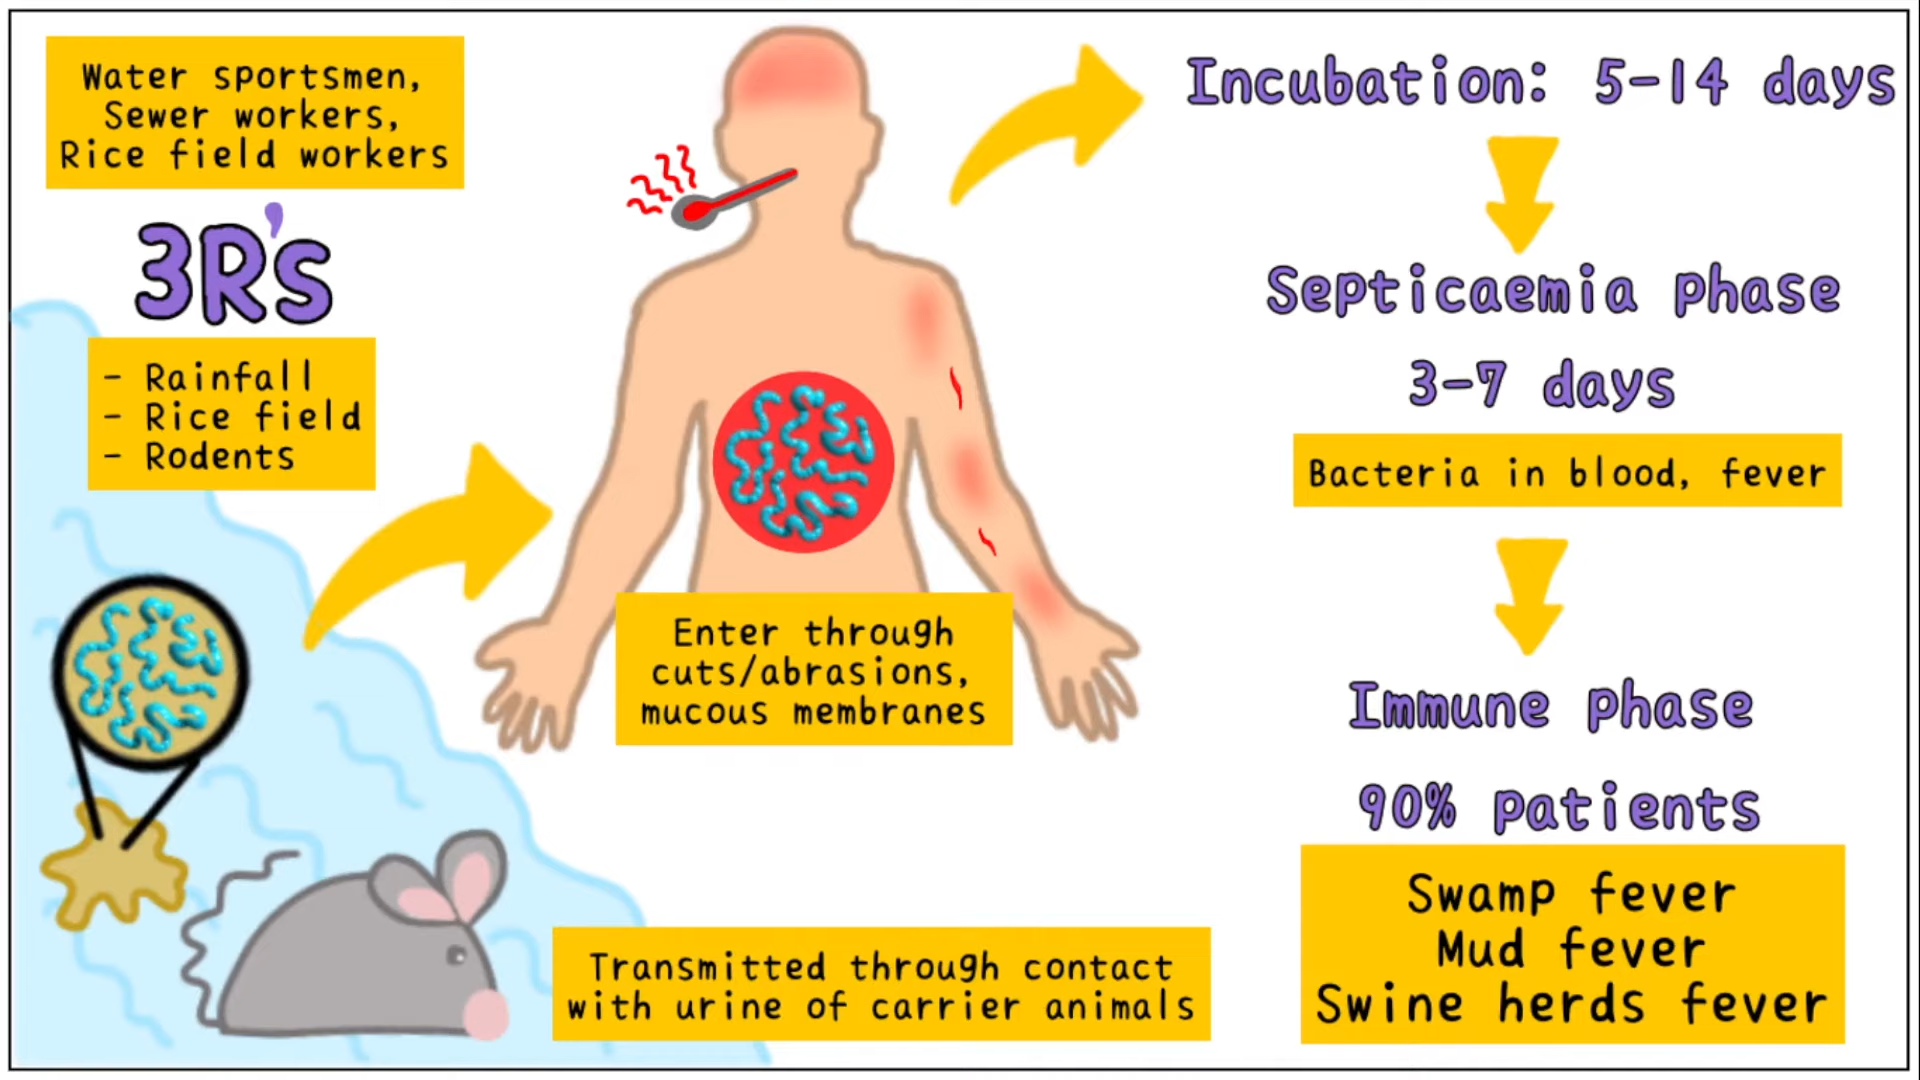 Water sportsmen,
Sewer workers,
Rice field workers
3R's
- Rainfall
- Rice field
- Rodents
Enter through
cuts/abrasions,
mucous membranes
Transmitted through contact
with urine of carrier animals
Incubation: 5-14 days
Septicaemia phase
3-7 days
Bacteria in blood, fever
Immune phase
90% patients
Swamp fever
Mud fever
Swine herds fever